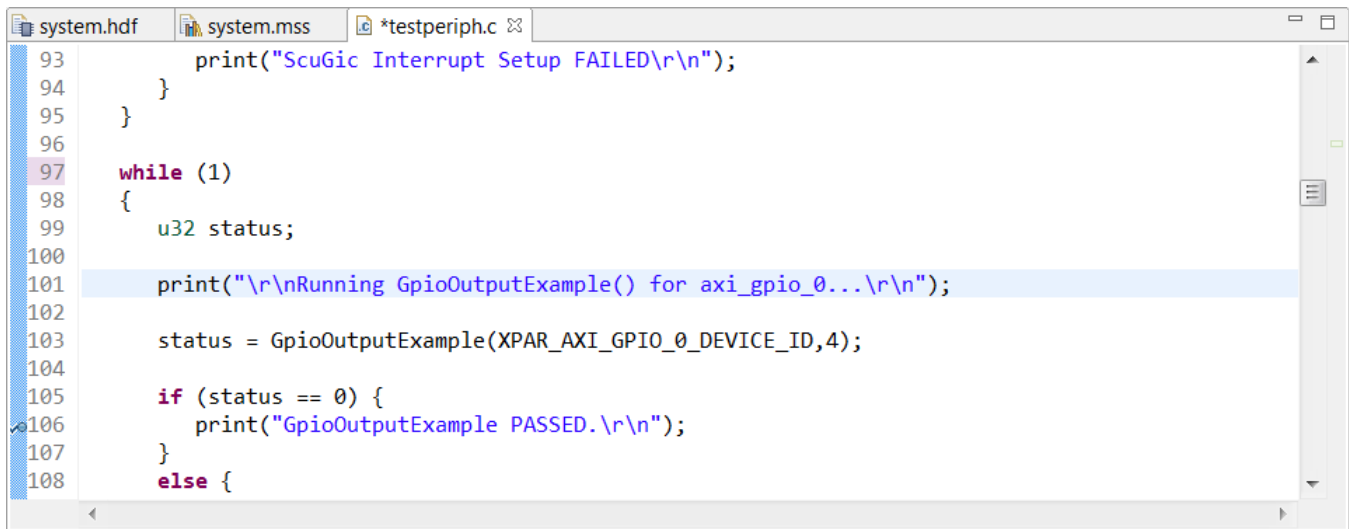 system.hdf system.mss *testperiph.c
93 print("ScuGic Interrupt Setup FAILED\r\n");
94 }
95 }
96
97 while (1)
98 {
99 u32 status;
100
101 print("\r\nRunning GpioOutputExample() for axi_gpio_0...\r\n");
102
103 status = GpioOutputExample(XPAR_AXI_GPIO_0_DEVICE_ID,4);
104
105 if (status == 0) {
106 print("GpioOutputExample PASSED.\r\n");
107 }
108 else {